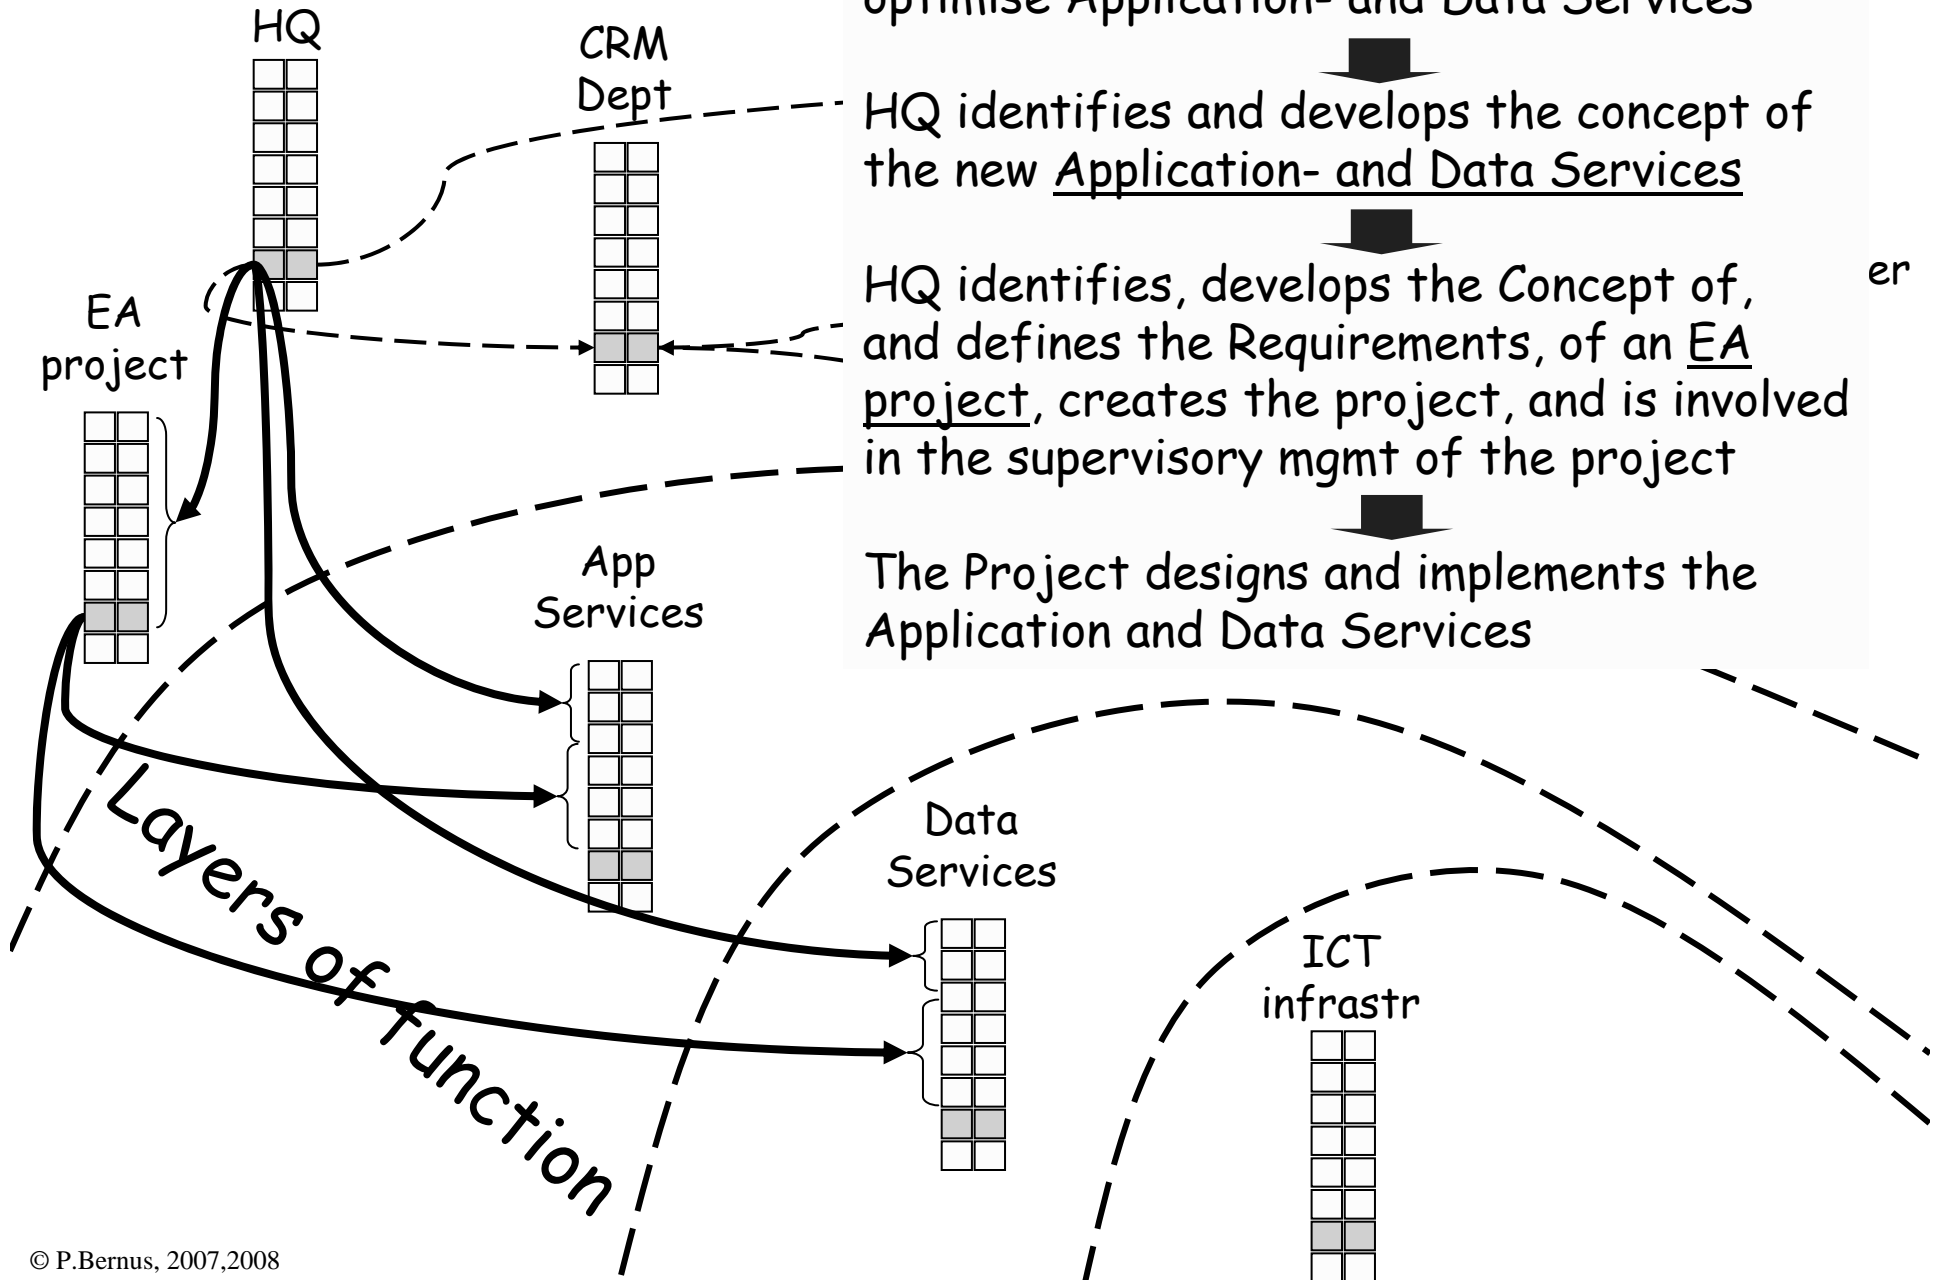 HQ
CRM
Dept
optimise Application- and Data Services
HQ identifies and develops the concept of
the new Application- and Data Services
HQ identifies, develops the Concept of,
and defines the Requirements, of an EA
project, creates the project, and is involved
in the supervisory mgmt of the project
The Project designs and implements the
Application and Data Services
er
EA
project
App
Services
Layers of function
Data
Services
ICT
infrastr
© P.Bernus, 2007,2008